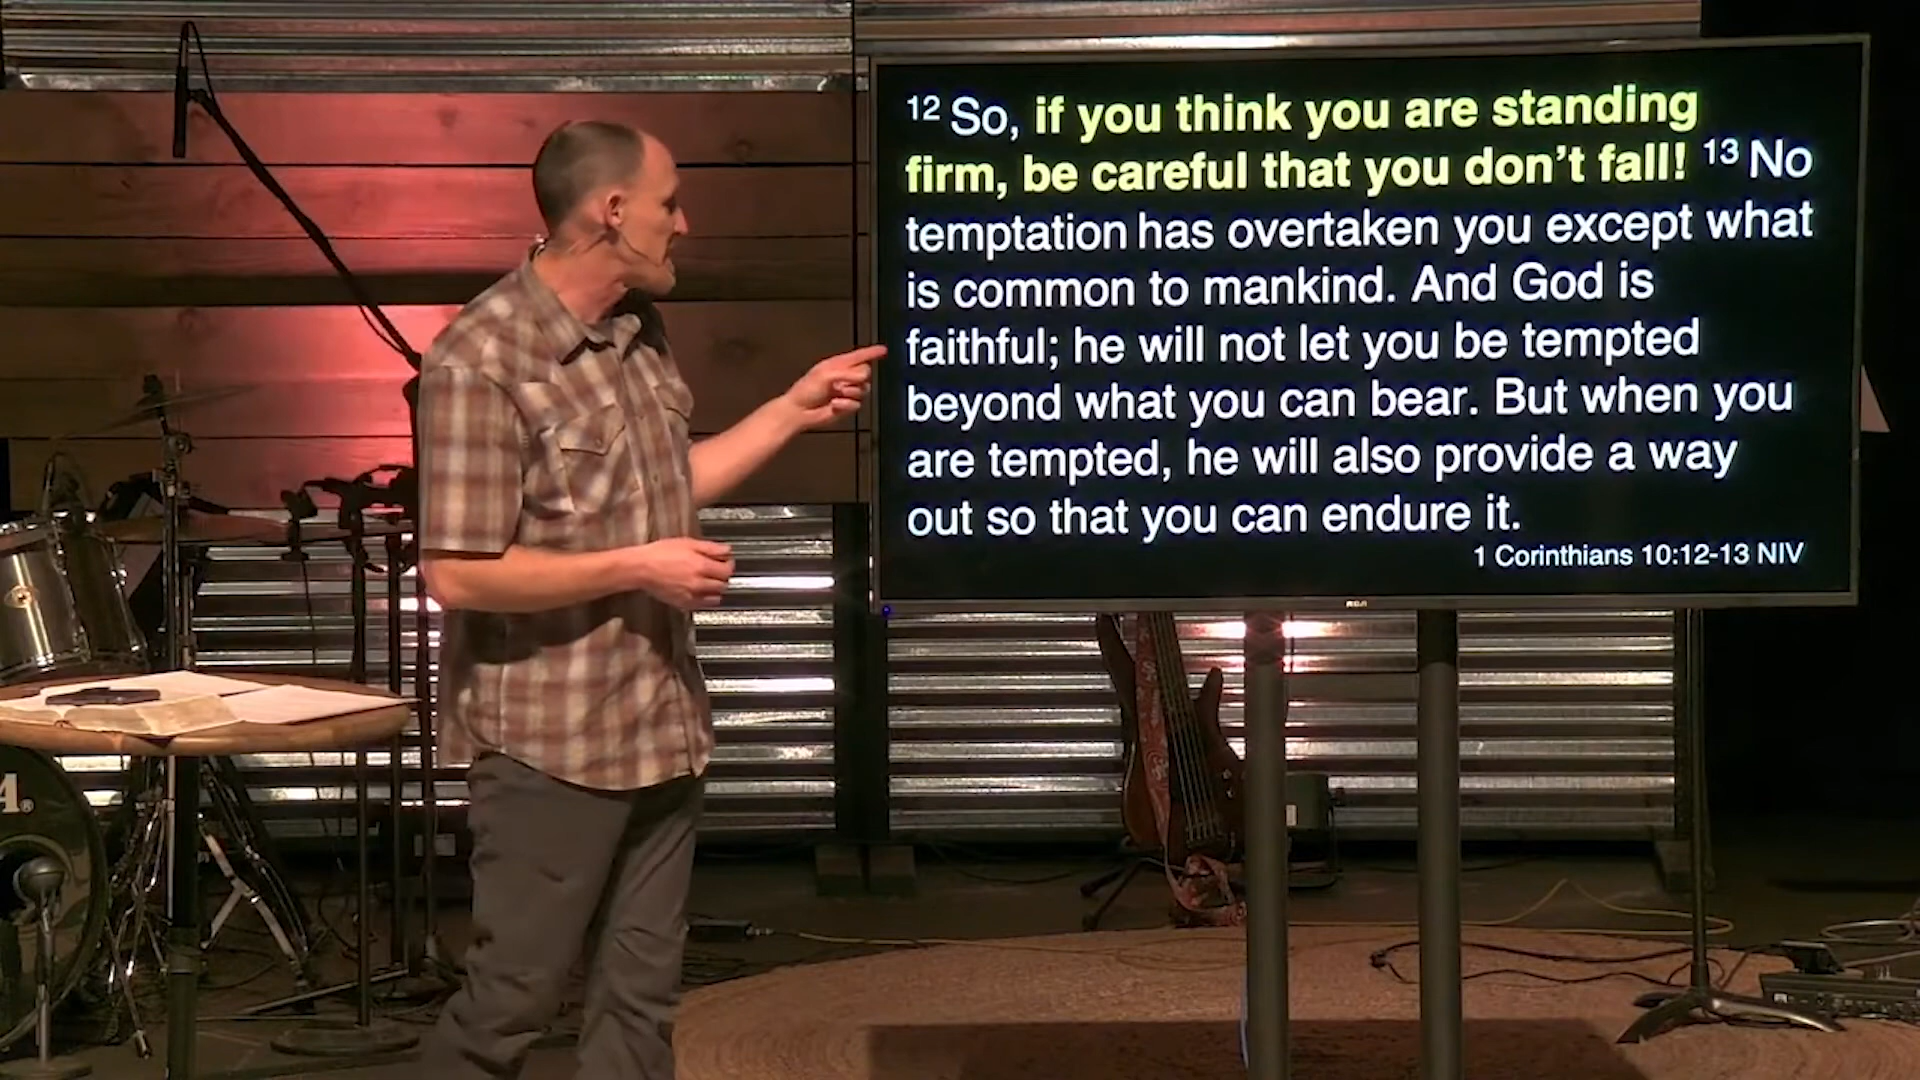 12 So, if you think you are standing
firm, be careful that you don't fall! 13 No
temptation has overtaken you except what
is common to mankind. And God is
faithful; he will not let you be tempted
beyond what you can bear. But when you
are tempted, he will also provide a way
out so that you can endure it.
1 Corinthians 10:12-13 NIV
RCA
A®